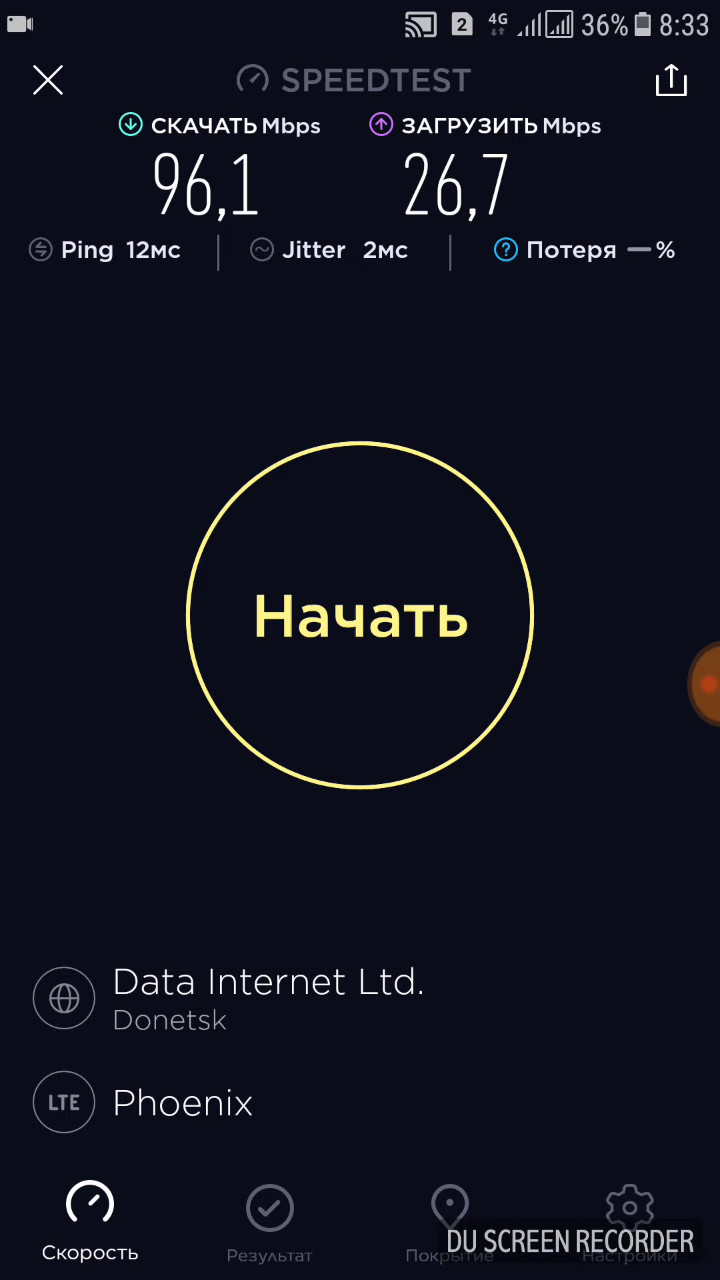 2 4G 36% 8:33
SPEEDTEST
СКАЧАТЬ Mbps ЗАГРУЗИТЬ Mbps
96,1 26,7
Ping 12мс Jitter 2мс ? Потеря —%
Начать
Data Internet Ltd.
Donetsk
LTE Phoenix
Скорость Результат Покрытие Настройки
DU SCREEN RECORDER